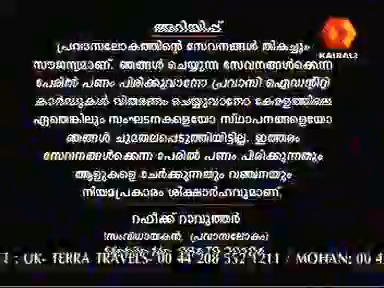 അറിയിപ്പ്
പ്രവാസലോകത്തിന്റെ സേവനങ്ങൾ തികച്ചും
സൗജന്യമാണ്. ഞങ്ങൾ ചെയ്യുന്ന സേവനങ്ങൾക്കെന്ന
പേരിൽ പണം പിരിക്കുവാനോ പ്രവാസി ഐഡന്റിറ്റി
കാർഡുകൾ വിതരണം ചെയ്യുവാനോ കേരളത്തിലെ
ഏതെങ്കിലും സംഘടനകളെയോ സ്ഥാപനങ്ങളെയോ
ഞങ്ങൾ ചുമതലപ്പെടുത്തിയിട്ടില്ല. ഇത്തരം
സേവനങ്ങൾക്കെന്ന പേരിൽ പണം പിരിക്കുന്നതും
ആളുകളെ ചേർക്കുന്നതും വഞ്ചനയും
നിയമപ്രകാരം ശിക്ഷാർഹവുമാണ്.
റഫീക്ക് റാവുത്തർ
(സംവിധായകൻ, പ്രവാസലോകം)
KAIRALI
: UK- TERRA TRAVELS- 00 44 208 552 1211 / MOHAN: 00 4